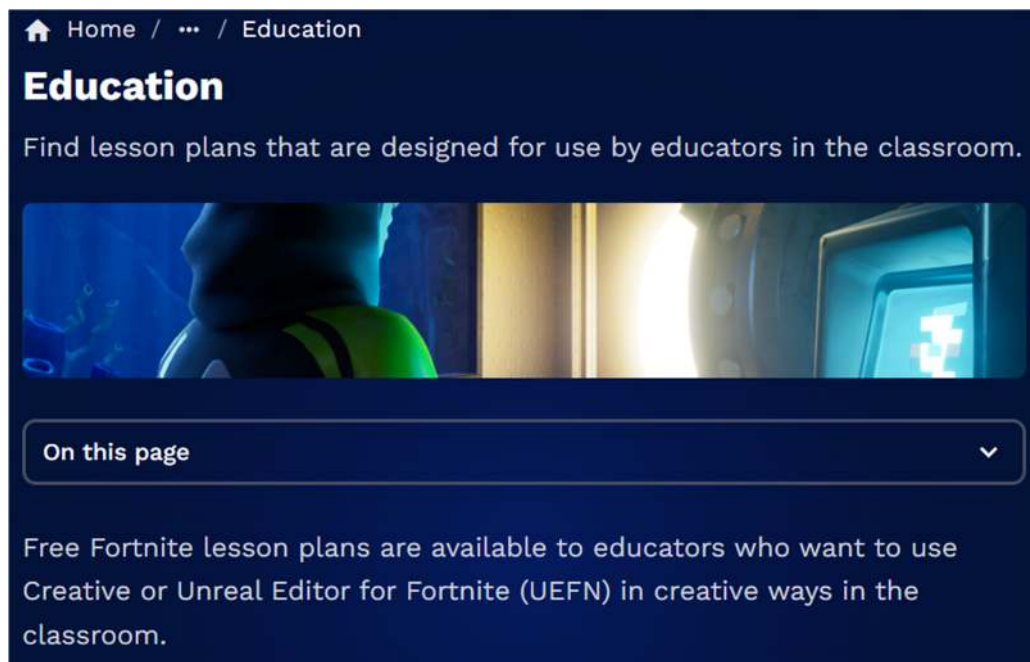 Home / ··· / Education
Education
Find lesson plans that are designed for use by educators in the classroom.
On this page
Free Fortnite lesson plans are available to educators who want to use
Creative or Unreal Editor for Fortnite (UEFN) in creative ways in the
classroom.